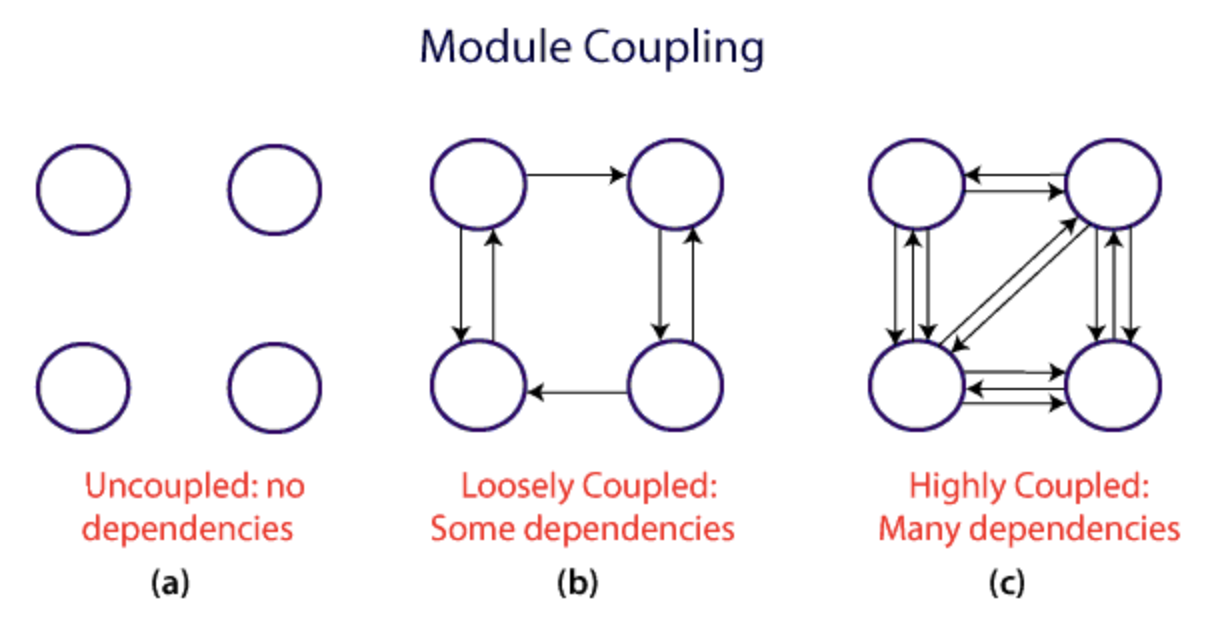 Module Coupling
Uncoupled: no
dependencies
(a)
Loosely Coupled:
Some dependencies
(b)
Highly Coupled:
Many dependencies
(c)